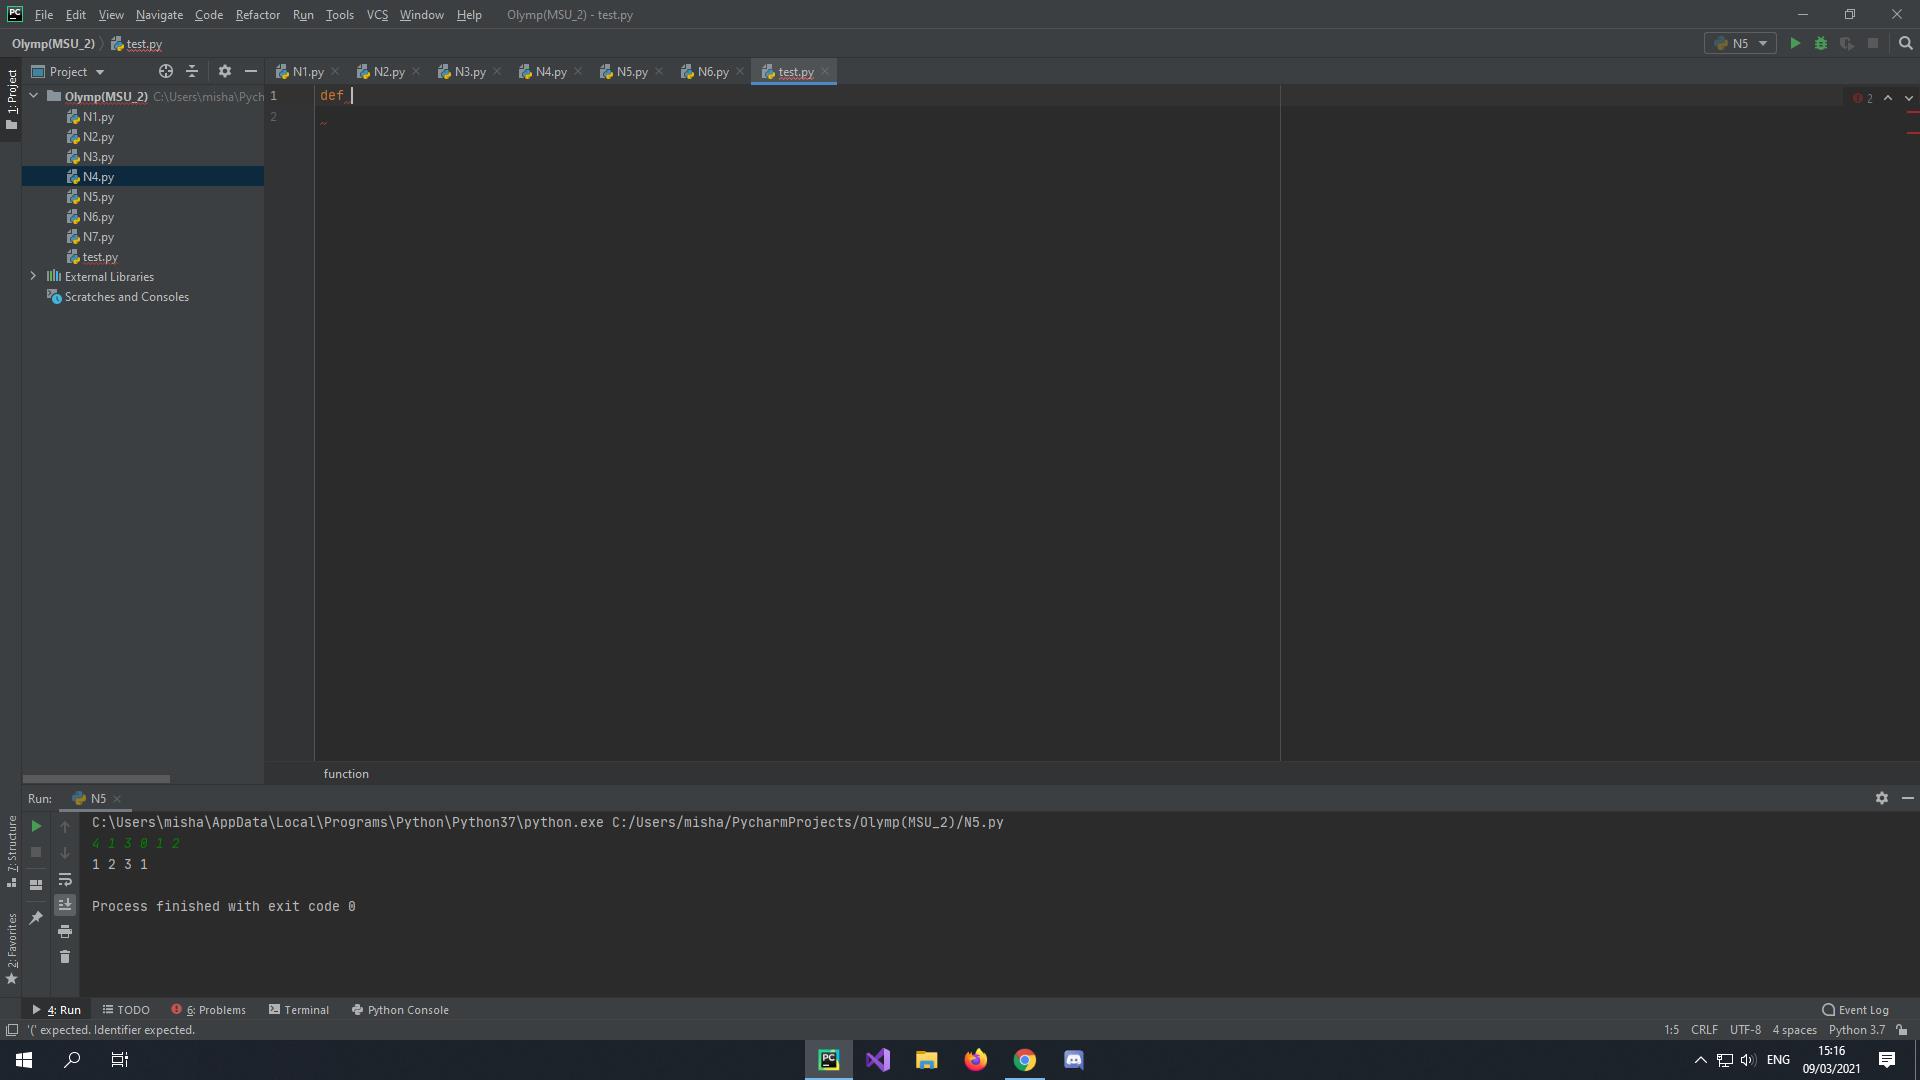 PC File Edit View Navigate Code Refactor Run Tools VCS Window Help Olymp(MSU_2) - test.py
Olymp(MSU_2) test.py N5
1: Project
Project N1.py N2.py N3.py N4.py N5.py N6.py test.py
Olymp(MSU_2) C:\Users\misha\Pych
N1.py
N2.py
N3.py
N4.py
N5.py
N6.py
N7.py
test.py
External Libraries
Scratches and Consoles
1 def
2
2
function
Run: N5
7: Structure
2: Favorites
C:\Users\misha\AppData\Local\Programs\Python\Python37\python.exe C:/Users/misha/PycharmProjects/Olymp(MSU_2)/N5.py
4 1 3 0 1 2
1 2 3 1
Process finished with exit code 0
4: Run TODO 6: Problems Terminal Python Console Event Log
'(' expected. Identifier expected. 1:5 CRLF UTF-8 4 spaces Python 3.7
PC ENG 15:16
09/03/2021